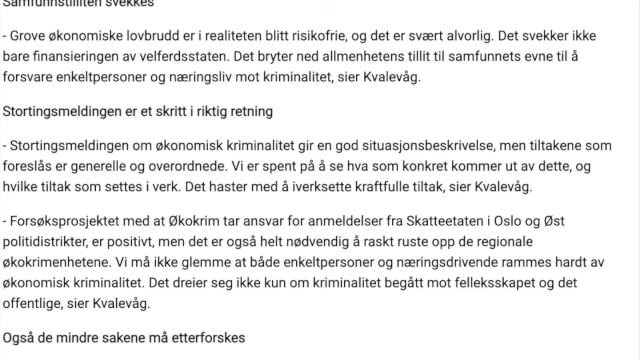 Samfunnstilliten svekkes
- Grove økonomiske lovbrudd er i realiteten blitt risikofrie, og det er svært alvorlig. Det svekker ikke
bare finansieringen av velferdsstaten. Det bryter ned allmenhetens tillit til samfunnets evne til å
forsvare enkeltpersoner og næringsliv mot kriminalitet, sier Kvalevåg.
Stortingsmeldingen er et skritt i riktig retning
- Stortingsmeldingen om økonomisk kriminalitet gir en god situasjonsbeskrivelse, men tiltakene som
foreslås er generelle og overordnede. Vi er spent på å se hva som konkret kommer ut av dette, og
hvilke tiltak som settes i verk. Det haster med å iverksette kraftfulle tiltak, sier Kvalevåg.
- Forsøksprosjektet med at Økokrim tar ansvar for anmeldelser fra Skatteetaten i Oslo og Øst
politidistrikter, er positivt, men det er også helt nødvendig å raskt ruste opp de regionale
økokrimenhetene. Vi må ikke glemme at både enkeltpersoner og næringsdrivende rammes hardt av
økonomisk kriminalitet. Det dreier seg ikke kun om kriminalitet begått mot felleksskapet og det
offentlige, sier Kvalevåg.
Også de mindre sakene må etterforskes